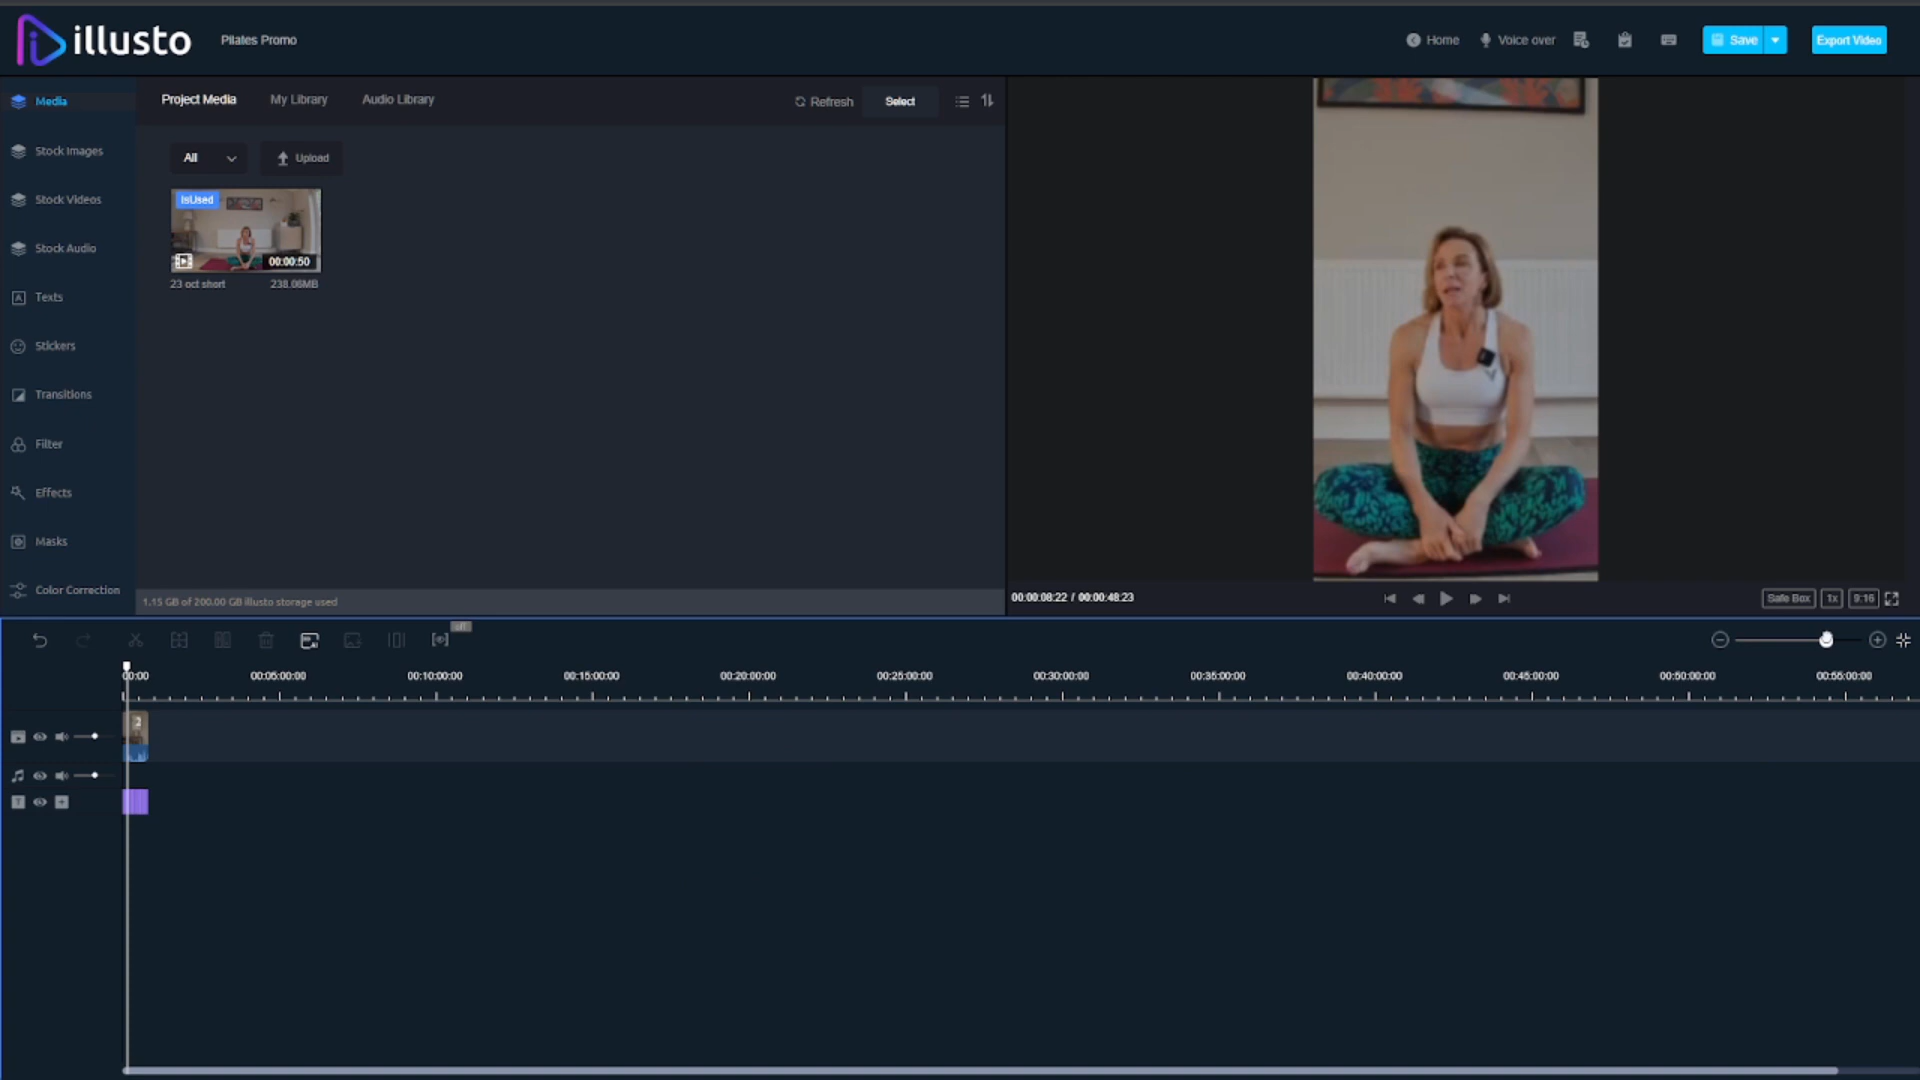 illusto
Pilates Promo
Home
Voice over
Save
Export Video
Media
Stock Images
Stock Videos
Stock Audio
Texts
Stickers
Transitions
Filter
Effects
Masks
Color Correction
Project Media
My Library
Audio Library
Refresh
Select
All
Upload
IsUsed
00:00:50
23 oct short
238.06MB
1.15 GB of 200.00 GB illusto storage used
00:00:08:22 / 00:00:48:23
Safe Box
1x
9:16
off
00:00
00:05:00:00
00:10:00:00
00:15:00:00
00:20:00:00
00:25:00:00
00:30:00:00
00:35:00:00
00:40:00:00
00:45:00:00
00:50:00:00
00:55:00:00
2